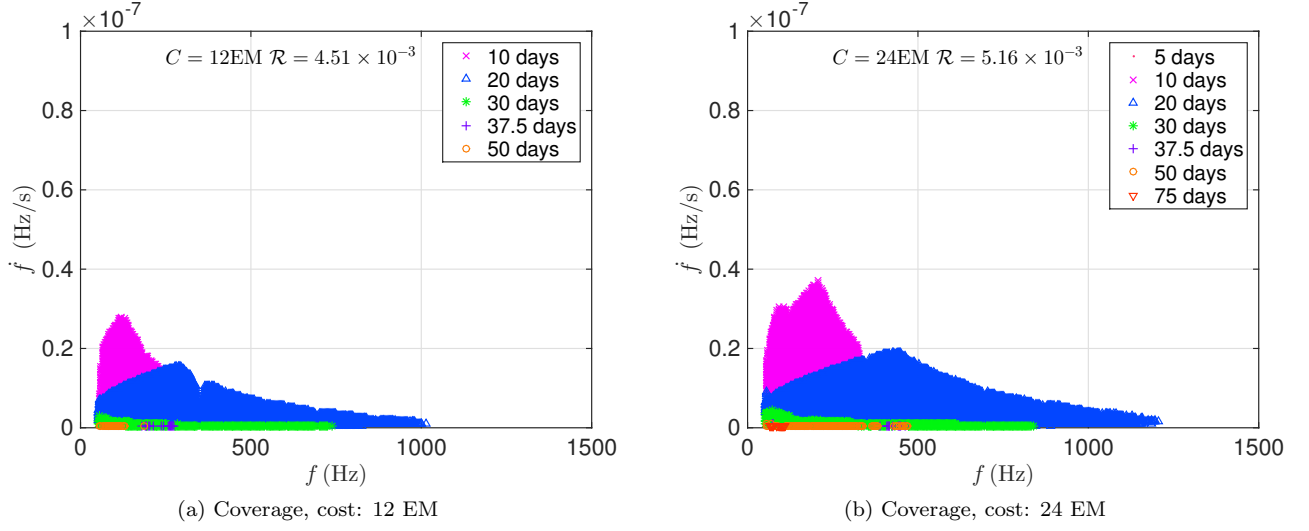 ×10⁻⁷
1
0.8
0.6
0.4
0.2
0
ḟ (Hz/s)
C = 12EM R = 4.51 × 10⁻³
10 days
20 days
30 days
37.5 days
50 days
0 500 1000 1500
f (Hz)
(a) Coverage, cost: 12 EM
×10⁻⁷
1
0.8
0.6
0.4
0.2
0
ḟ (Hz/s)
C = 24EM R = 5.16 × 10⁻³
5 days
10 days
20 days
30 days
37.5 days
50 days
75 days
0 500 1000 1500
f (Hz)
(b) Coverage, cost: 24 EM